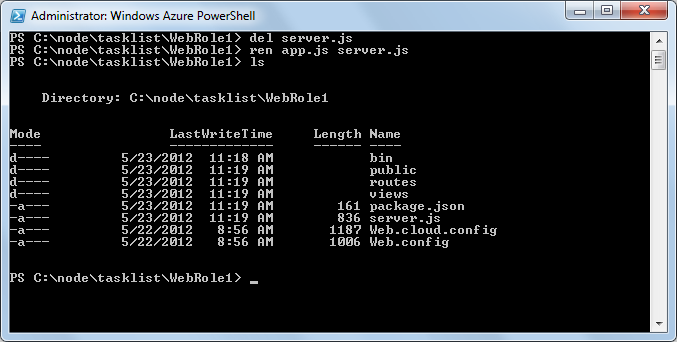 Administrator: Windows Azure PowerShell
PS C:\node\tasklist\WebRole1> del server.js
PS C:\node\tasklist\WebRole1> ren app.js server.js
PS C:\node\tasklist\WebRole1> ls
Directory: C:\node\tasklist\WebRole1
Mode LastWriteTime Length Name
---- ------------- ------ ----
d---- 5/23/2012 11:18 AM bin
d---- 5/23/2012 11:19 AM public
d---- 5/23/2012 11:19 AM routes
d---- 5/23/2012 11:19 AM views
-a--- 5/23/2012 11:19 AM 161 package.json
-a--- 5/23/2012 11:19 AM 836 server.js
-a--- 5/22/2012 8:56 AM 1187 Web.cloud.config
-a--- 5/22/2012 8:56 AM 1006 Web.config
PS C:\node\tasklist\WebRole1> _